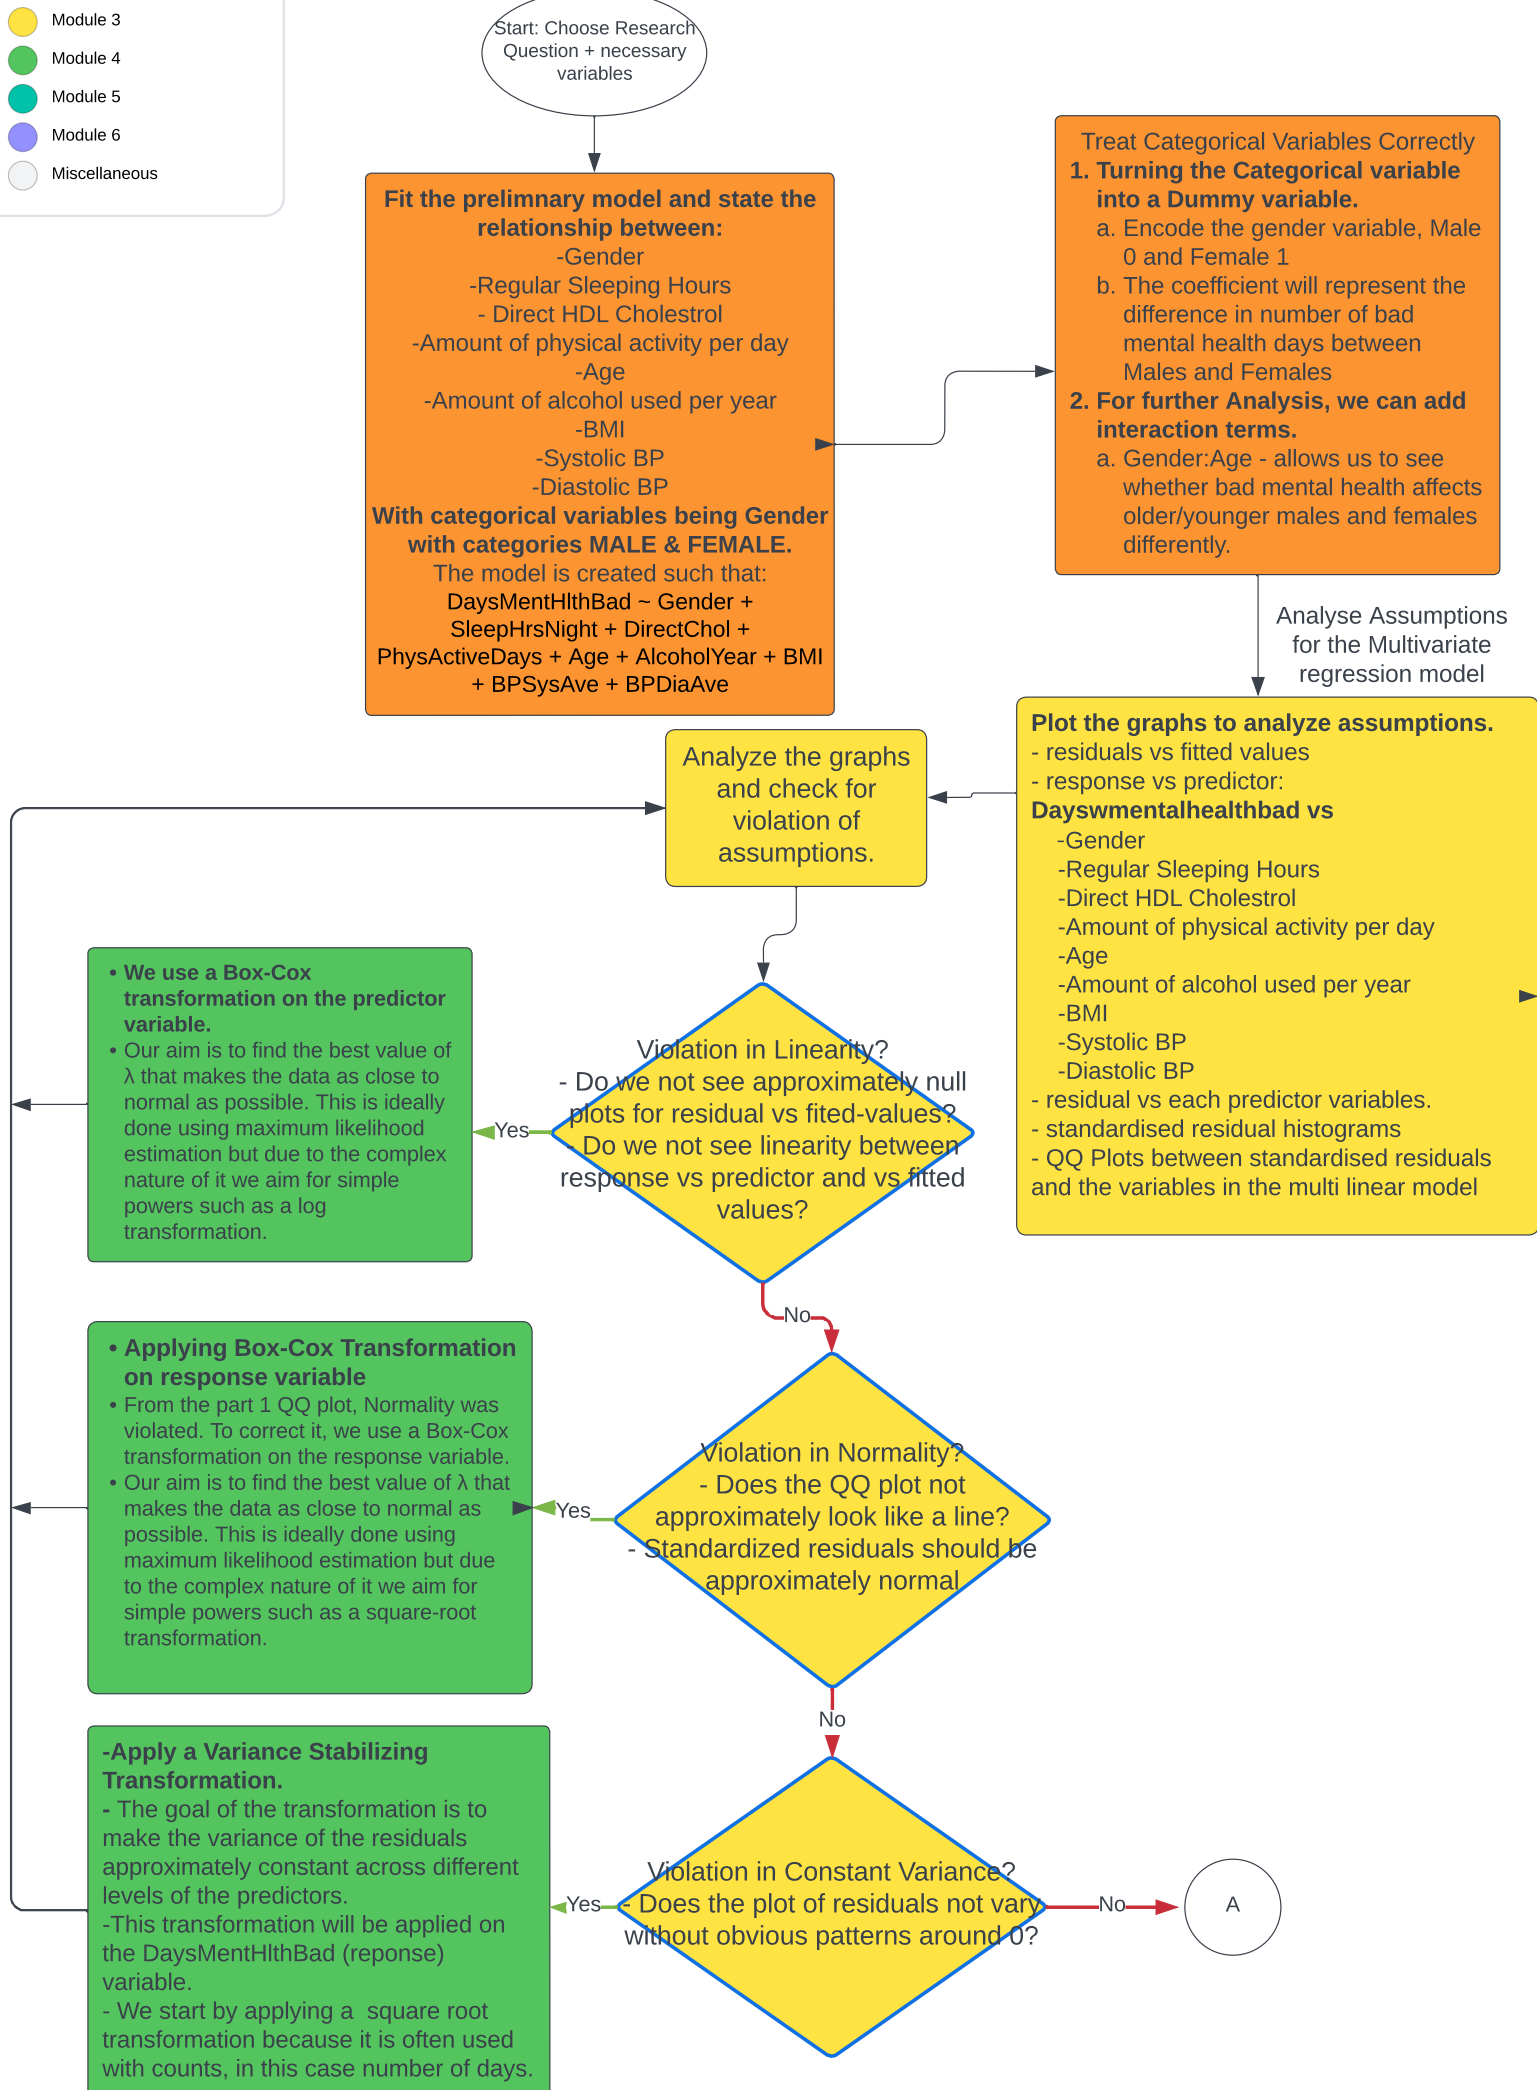 Module 3
Module 4
Module 5
Module 6
Miscellaneous
Start: Choose Research
Question + necessary
variables
Fit the prelimnary model and state the
relationship between:
-Gender
-Regular Sleeping Hours
- Direct HDL Cholestrol
-Amount of physical activity per day
-Age
-Amount of alcohol used per year
-BMI
-Systolic BP
-Diastolic BP
With categorical variables being Gender
with categories MALE & FEMALE.
The model is created such that:
DaysMentHlthBad ~ Gender +
SleepHrsNight + DirectChol +
PhysActiveDays + Age + AlcoholYear + BMI
+ BPSysAve + BPDiaAve
Treat Categorical Variables Correctly
1. Turning the Categorical variable
into a Dummy variable.
a. Encode the gender variable, Male
0 and Female 1
b. The coefficient will represent the
difference in number of bad
mental health days between
Males and Females
2. For further Analysis, we can add
interaction terms.
a. Gender:Age - allows us to see
whether bad mental health affects
older/younger males and females
differently.
Analyse Assumptions
for the Multivariate
regression model
Plot the graphs to analyze assumptions.
- residuals vs fitted values
- response vs predictor:
Dayswmentalhealthbad vs
-Gender
-Regular Sleeping Hours
-Direct HDL Cholestrol
-Amount of physical activity per day
-Age
-Amount of alcohol used per year
-BMI
-Systolic BP
-Diastolic BP
- residual vs each predictor variables.
- standardised residual histograms
- QQ Plots between standardised residuals
and the variables in the multi linear model
Analyze the graphs
and check for
violation of
assumptions.
Violation in Linearity?
- Do we not see approximately null
plots for residual vs fited-values?
- Do we not see linearity between
response vs predictor and vs fitted
values?
Yes
• We use a Box-Cox
transformation on the predictor
variable.
• Our aim is to find the best value of
λ that makes the data as close to
normal as possible. This is ideally
done using maximum likelihood
estimation but due to the complex
nature of it we aim for simple
powers such as a log
transformation.
No
Violation in Normality?
- Does the QQ plot not
approximately look like a line?
- Standardized residuals should be
approximately normal
Yes
• Applying Box-Cox Transformation
on response variable
• From the part 1 QQ plot, Normality was
violated. To correct it, we use a Box-Cox
transformation on the response variable.
• Our aim is to find the best value of λ that
makes the data as close to normal as
possible. This is ideally done using
maximum likelihood estimation but due
to the complex nature of it we aim for
simple powers such as a square-root
transformation.
No
Violation in Constant Variance?
- Does the plot of residuals not vary
without obvious patterns around 0?
Yes
-Apply a Variance Stabilizing
Transformation.
- The goal of the transformation is to
make the variance of the residuals
approximately constant across different
levels of the predictors.
-This transformation will be applied on
the DaysMentHlthBad (reponse)
variable.
- We start by applying a  square root
transformation because it is often used
with counts, in this case number of days.
No
A